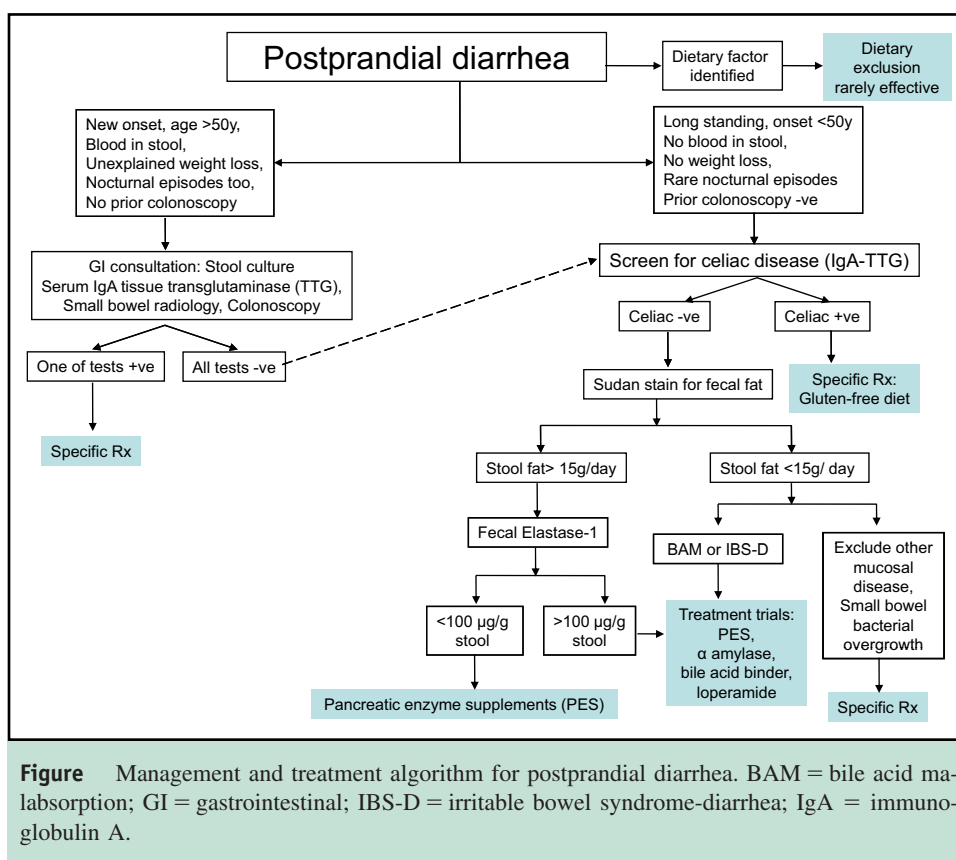 Postprandial diarrhea
Dietary factor
identified
Dietary
exclusion
rarely effective
New onset, age >50y,
Blood in stool,
Unexplained weight loss,
Nocturnal episodes too,
No prior colonoscopy
Long standing, onset <50y
No blood in stool,
No weight loss,
Rare nocturnal episodes
Prior colonoscopy -ve
GI consultation: Stool culture
Serum IgA tissue transglutaminase (TTG),
Small bowel radiology, Colonoscopy
Screen for celiac disease (IgA-TTG)
One of tests +ve
All tests -ve
Celiac -ve
Celiac +ve
Specific Rx
Sudan stain for fecal fat
Specific Rx:
Gluten-free diet
Stool fat> 15g/day
Stool fat <15g/ day
Fecal Elastase-1
BAM or IBS-D
Exclude other
mucosal
disease,
Small bowel
bacterial
overgrowth
<100 µg/g
stool
>100 µg/g
stool
Treatment trials:
PES,
α amylase,
bile acid binder,
loperamide
Pancreatic enzyme supplements (PES)
Specific Rx
Figure Management and treatment algorithm for postprandial diarrhea. BAM = bile acid ma-
labsorption; GI = gastrointestinal; IBS-D = irritable bowel syndrome-diarrhea; IgA = immuno-
globulin A.